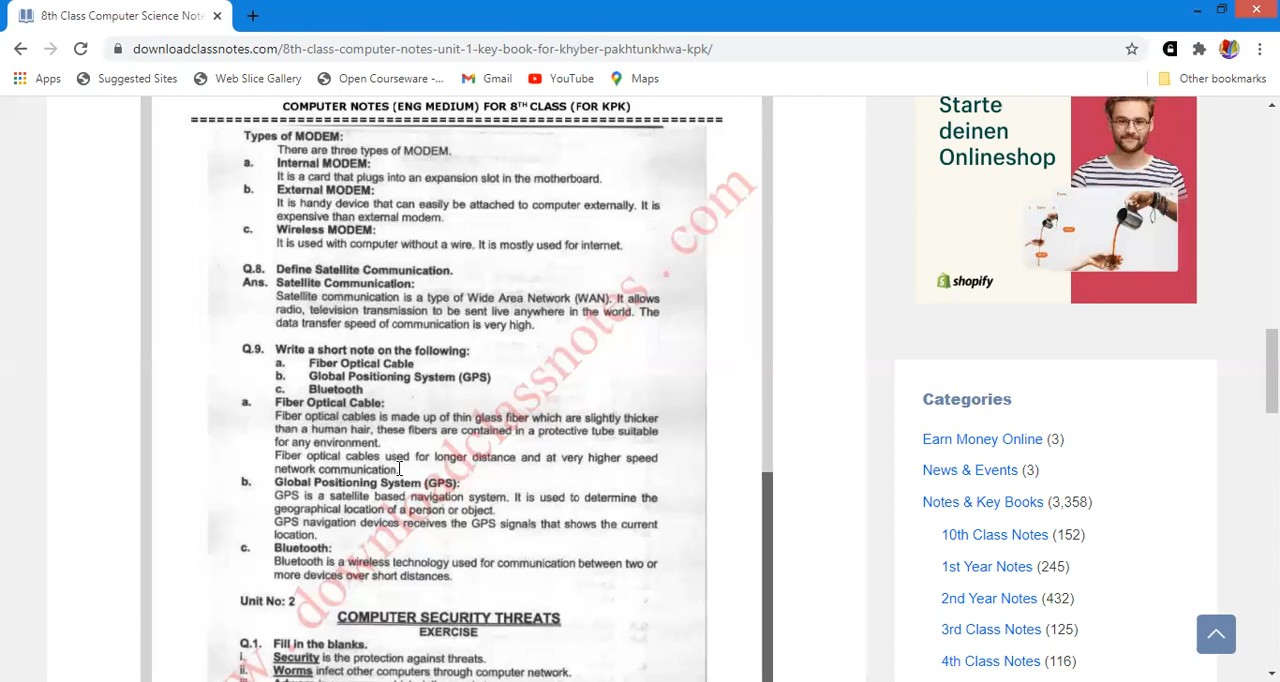 8th Class Computer Science Note
downloadclassnotes.com/8th-class-computer-notes-unit-1-key-book-for-khyber-pakhtunkhwa-kpk/
Apps Suggested Sites Web Slice Gallery Open Courseware -... Gmail YouTube Maps Other bookmarks
COMPUTER NOTES (ENG MEDIUM) FOR 8TH CLASS (FOR KPK)
Types of MODEM:
There are three types of MODEM.
a. Internal MODEM:
It is a card that plugs into an expansion slot in the motherboard.
b. External MODEM:
It is handy device that can easily be attached to computer externally. It is
expensive than external modem.
c. Wireless MODEM:
It is used with computer without a wire. It is mostly used for internet.
Q.8. Define Satellite Communication.
Ans. Satellite Communication:
Satellite communication is a type of Wide Area Network (WAN). It allows
radio, television transmission to be sent live anywhere in the world. The
data transfer speed of communication is very high.
Q.9. Write a short note on the following:
a. Fiber Optical Cable
b. Global Positioning System (GPS)
c. Bluetooth
a. Fiber Optical Cable:
Fiber optical cables is made up of thin glass fiber which are slightly thicker
than a human hair, these fibers are contained in a protective tube suitable
for any environment.
Fiber optical cables used for longer distance and at very higher speed
network communication.
b. Global Positioning System (GPS):
GPS is a satellite based navigation system. It is used to determine the
geographical location of a person or object.
GPS navigation devices receives the GPS signals that shows the current
location.
c. Bluetooth:
Bluetooth is a wireless technology used for communication between two or
more devices over short distances.
Unit No: 2
COMPUTER SECURITY THREATS
EXERCISE
Q.1. Fill in the blanks.
i. Security is the protection against threats.
ii. Worms infect other computers through computer network.
www.downloadclassnotes.com
Starte
deinen
Onlineshop
shopify
Categories
Earn Money Online (3)
News & Events (3)
Notes & Key Books (3,358)
10th Class Notes (152)
1st Year Notes (245)
2nd Year Notes (432)
3rd Class Notes (125)
4th Class Notes (116)